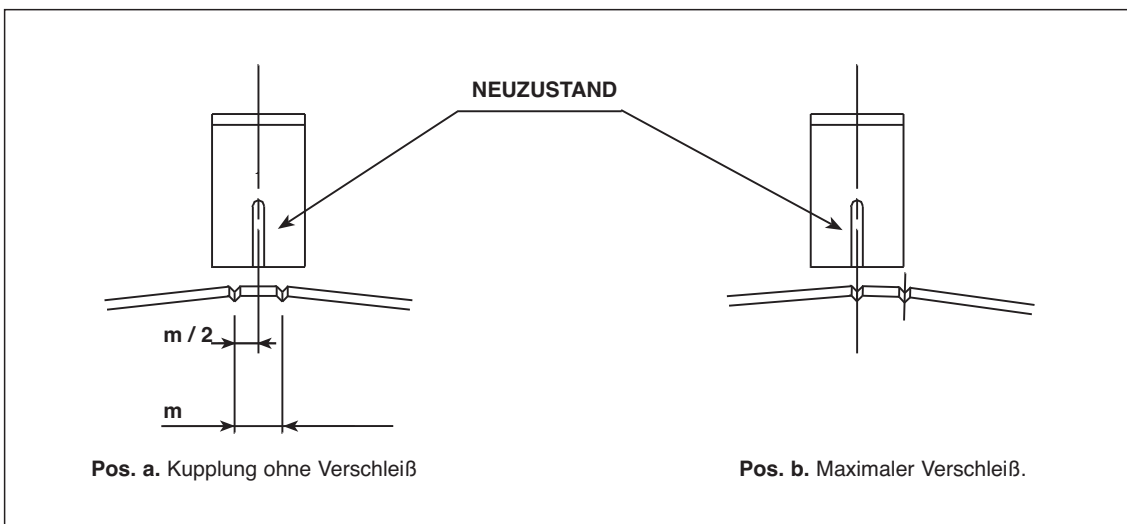 NEUZUSTAND
m / 2
m
Pos. a. Kupplung ohne Verschleiß
Pos. b. Maximaler Verschleiß.